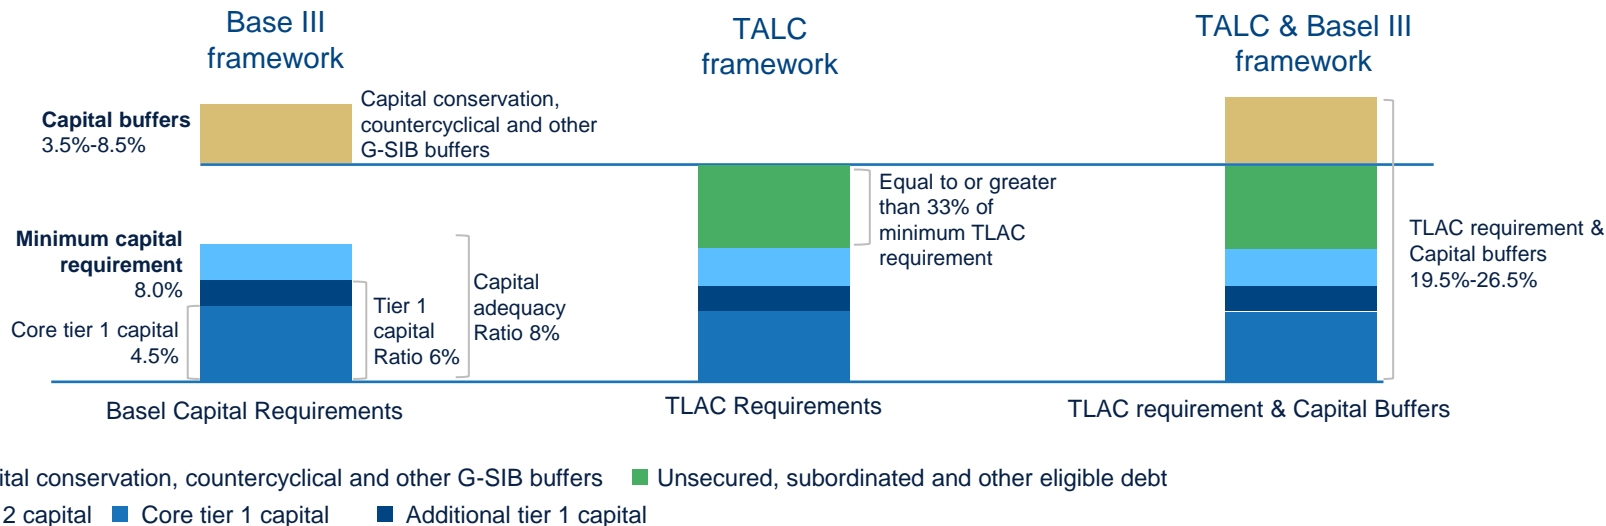 Base III
framework
TALC
framework
TALC & Basel III
framework
Capital buffers
3.5%-8.5%
Capital conservation,
countercyclical and other
G-SIB buffers
Minimum capital
requirement
8.0%
Core tier 1 capital
4.5%
Tier 1
capital
Ratio 6%
Capital
adequacy
Ratio 8%
Equal to or greater
than 33% of
minimum TLAC
requirement
TLAC requirement &
Capital buffers
19.5%-26.5%
Basel Capital Requirements
TLAC Requirements
TLAC requirement & Capital Buffers
ital conservation, countercyclical and other G-SIB buffers
Unsecured, subordinated and other eligible debt
2 capital
Core tier 1 capital
Additional tier 1 capital